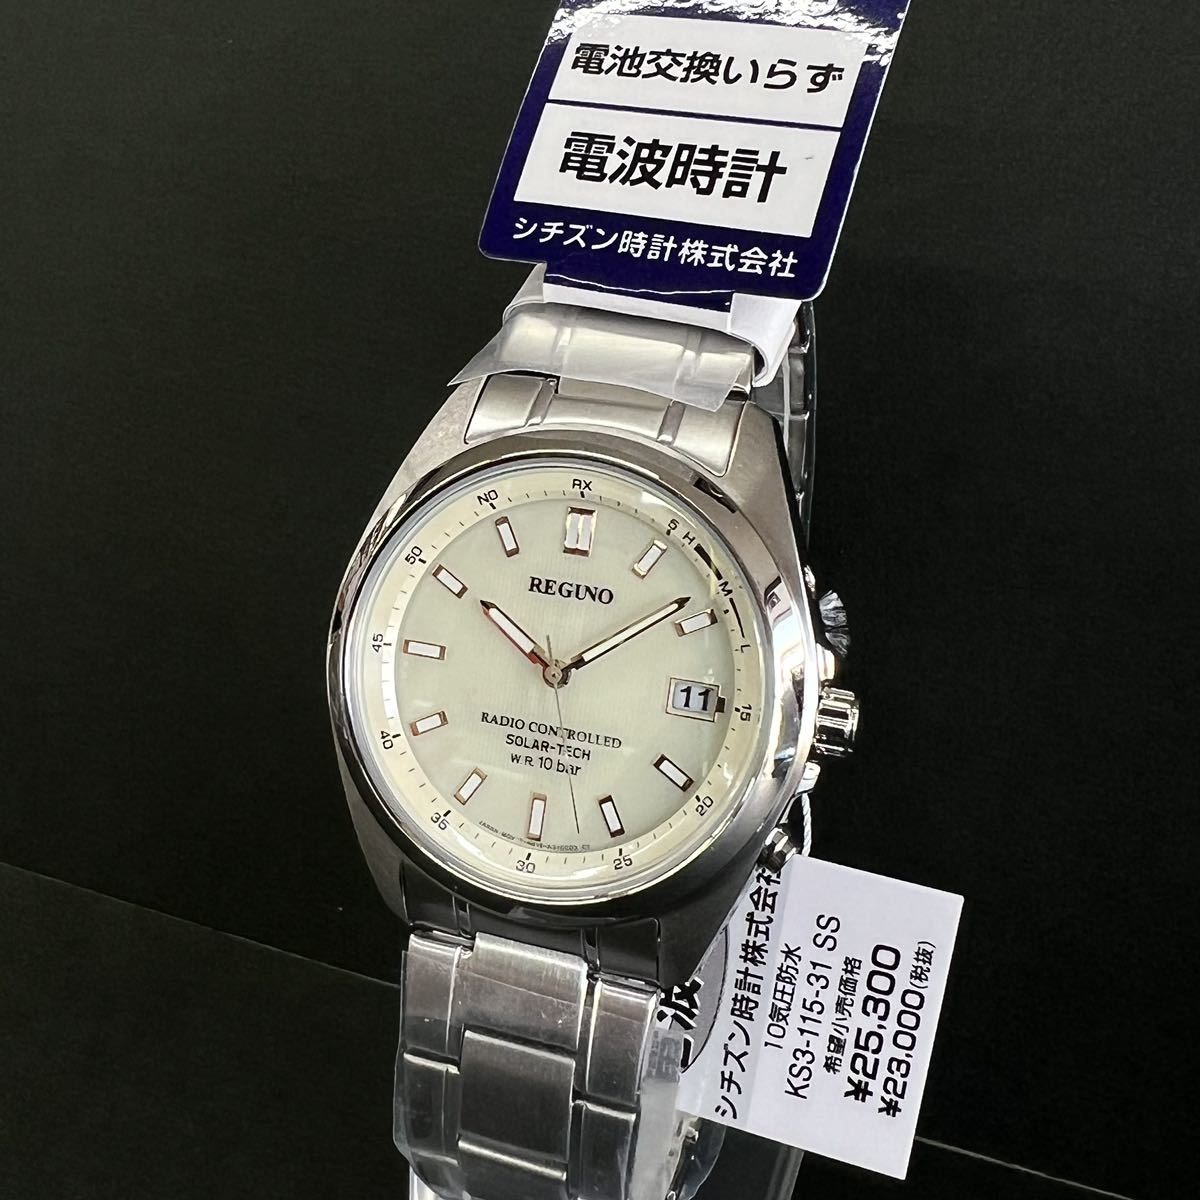 電池交換いらず
電波時計
シチズン時計株式会社
RX
5
H
M
L
15
20
25
30
35
40
45
50
NO
REGUNO
11
RADIO CONTROLLED
SOLAR-TECH
W.R. 10 bar
波
シチズン時計株式会社
10気圧防水
KS3-115-31 SS
希望小売価格
¥25,300
¥23,000(税抜)